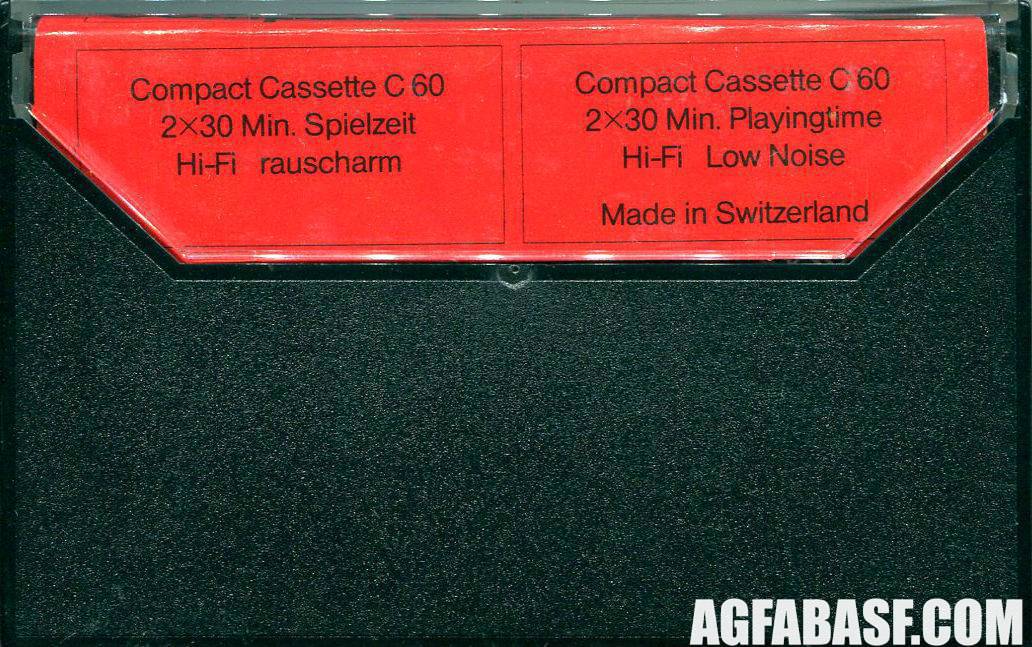 Compact Cassette C 60
2×30 Min. Spielzeit
Hi-Fi rauscharm
Compact Cassette C 60
2×30 Min. Playingtime
Hi-Fi Low Noise
Made in Switzerland
AGFABASF.COM